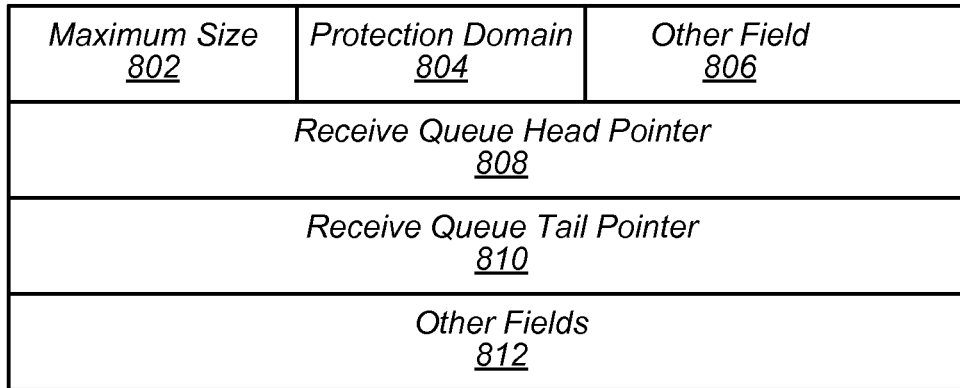 Maximum Size
802
Protection Domain
804
Other Field
806
Receive Queue Head Pointer
808
Receive Queue Tail Pointer
810
Other Fields
812